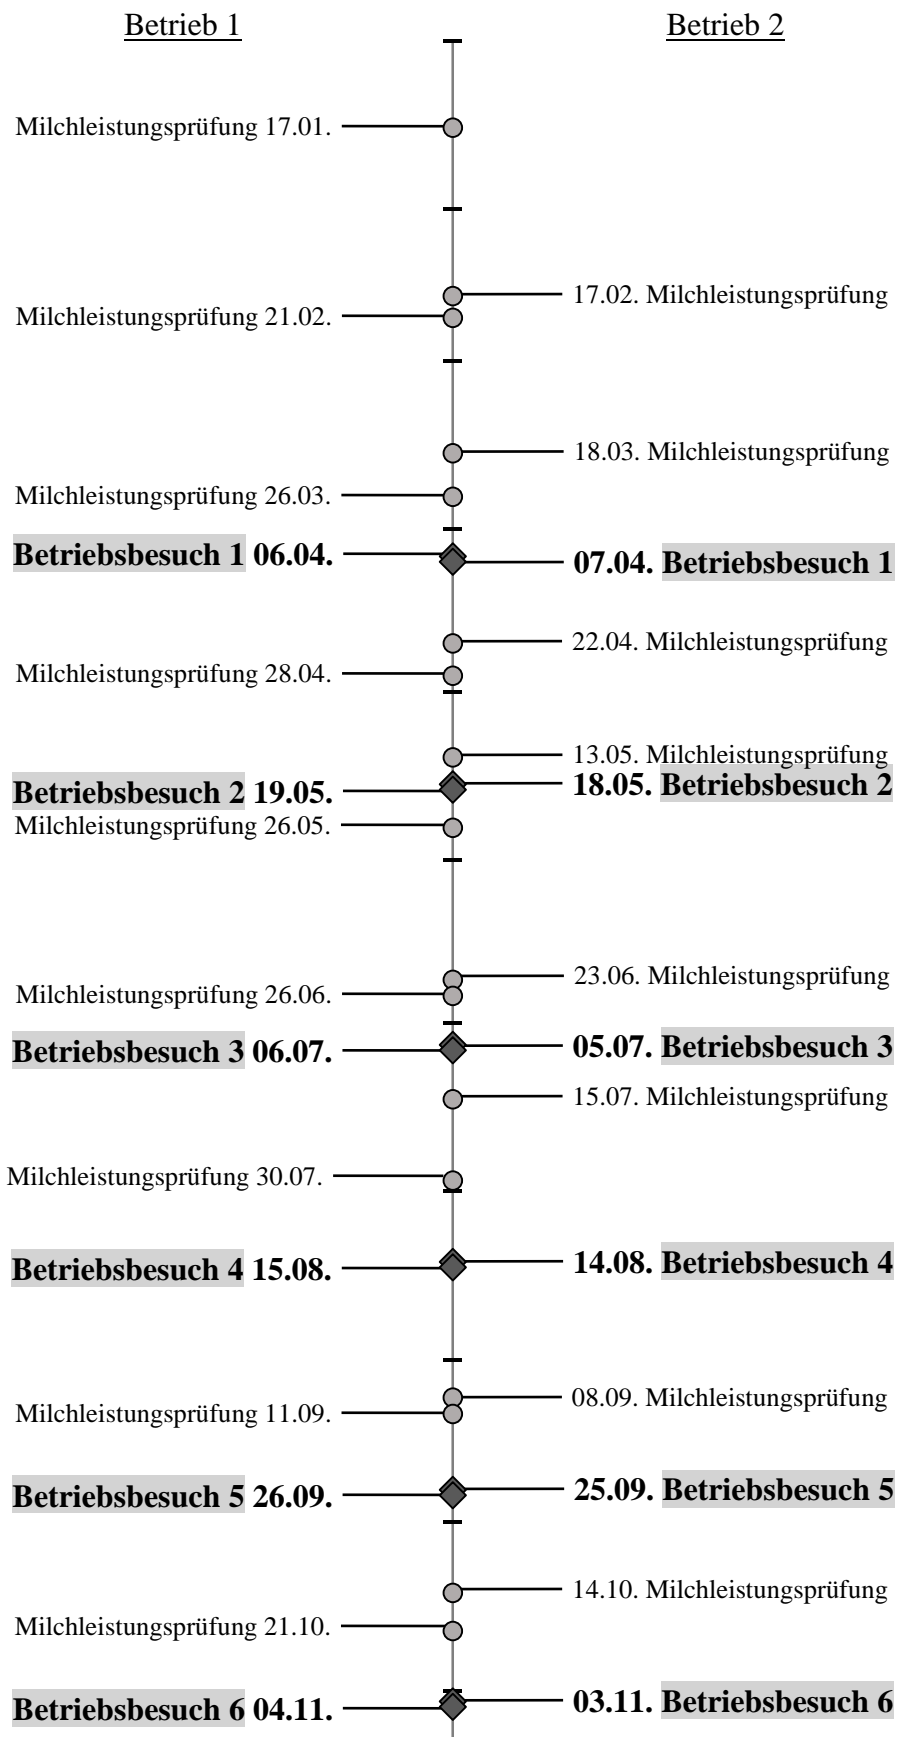 Betrieb 1
Betrieb 2
Milchleistungsprüfung 17.01.
17.02. Milchleistungsprüfung
Milchleistungsprüfung 21.02.
18.03. Milchleistungsprüfung
Milchleistungsprüfung 26.03.
Betriebsbesuch 1 06.04.
07.04. Betriebsbesuch 1
22.04. Milchleistungsprüfung
Milchleistungsprüfung 28.04.
13.05. Milchleistungsprüfung
18.05. Betriebsbesuch 2
Betriebsbesuch 2 19.05.
Milchleistungsprüfung 26.05.
23.06. Milchleistungsprüfung
Milchleistungsprüfung 26.06.
05.07. Betriebsbesuch 3
Betriebsbesuch 3 06.07.
15.07. Milchleistungsprüfung
Milchleistungsprüfung 30.07.
14.08. Betriebsbesuch 4
Betriebsbesuch 4 15.08.
08.09. Milchleistungsprüfung
Milchleistungsprüfung 11.09.
25.09. Betriebsbesuch 5
Betriebsbesuch 5 26.09.
14.10. Milchleistungsprüfung
Milchleistungsprüfung 21.10.
03.11. Betriebsbesuch 6
Betriebsbesuch 6 04.11.